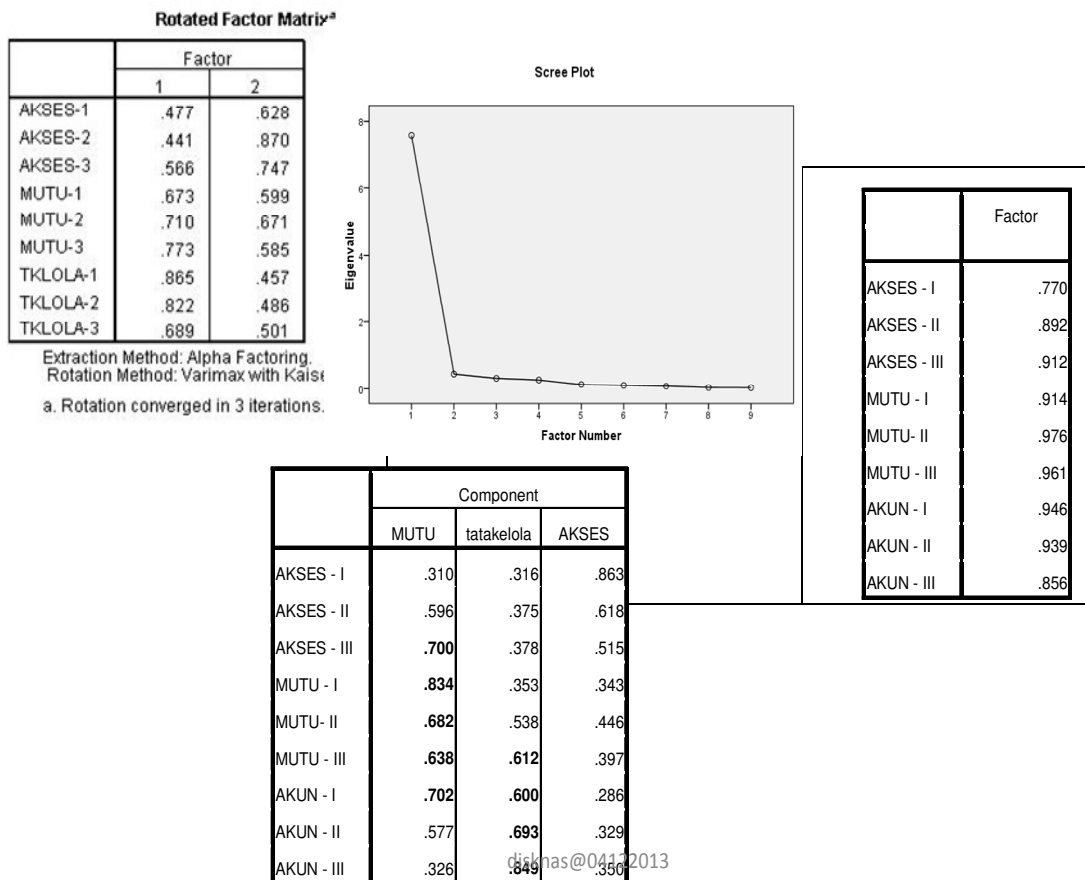 Rotated Factor Matrixᵃ
Factor
1 2
AKSES-1 .477 .628
AKSES-2 .441 .870
AKSES-3 .566 .747
MUTU-1 .673 .599
MUTU-2 .710 .671
MUTU-3 .773 .585
TKLOLA-1 .865 .457
TKLOLA-2 .822 .486
TKLOLA-3 .689 .501
Extraction Method: Alpha Factoring.
Rotation Method: Varimax with Kaise
a. Rotation converged in 3 iterations.
Scree Plot
Eigenvalue
8
6
4
2
0
1 2 3 4 5 6 7 8 9
Factor Number
Factor
AKSES - I .770
AKSES - II .892
AKSES - III .912
MUTU - I .914
MUTU- II .976
MUTU - III .961
AKUN - I .946
AKUN - II .939
AKUN - III .856
Component
MUTU tatakelola AKSES
AKSES - I .310 .316 .863
AKSES - II .596 .375 .618
AKSES - III .700 .378 .515
MUTU - I .834 .353 .343
MUTU- II .682 .538 .446
MUTU - III .638 .612 .397
AKUN - I .702 .600 .286
AKUN - II .577 .693 .329
AKUN - III .326 .849 .350
disknas@04122013